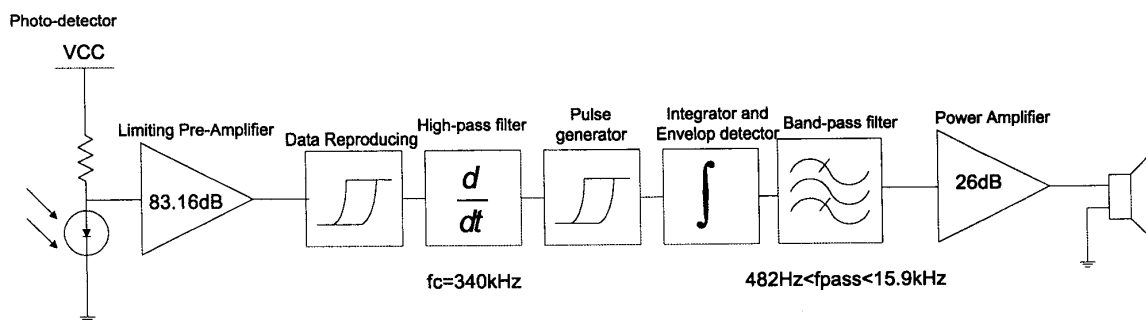 Photo-detector
VCC
Limiting Pre-Amplifier
83.16dB
Data Reproducing
High-pass filter
d
dt
fc=340kHz
Pulse
generator
Integrator and
Envelop detector
∫
Band-pass filter
482Hz<fpass<15.9kHz
Power Amplifier
26dB